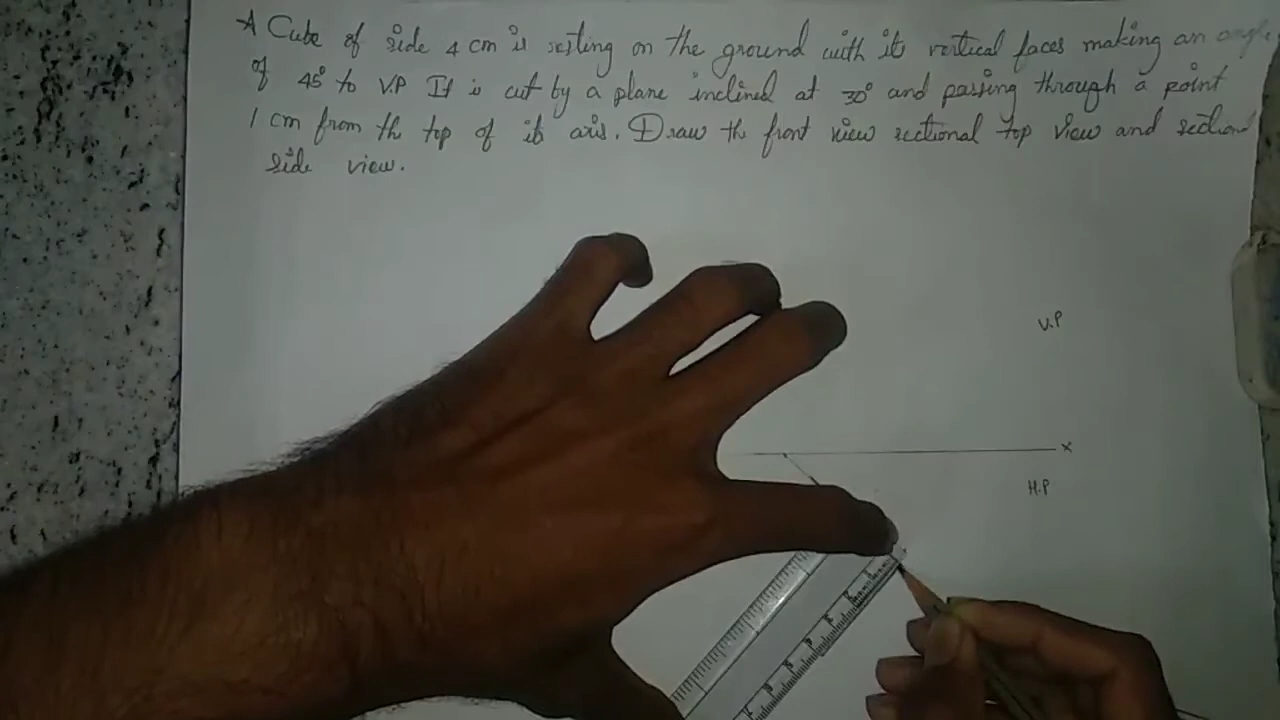 A Cube of side 4 cm is resting on the ground with its vertical faces making an angle
of 45° to V.P If is cut by a plane inclined at 30° and passing through a point
1 cm from the top of its axis. Draw the front view sectional top view and section
side view.
V.P
X
H.P